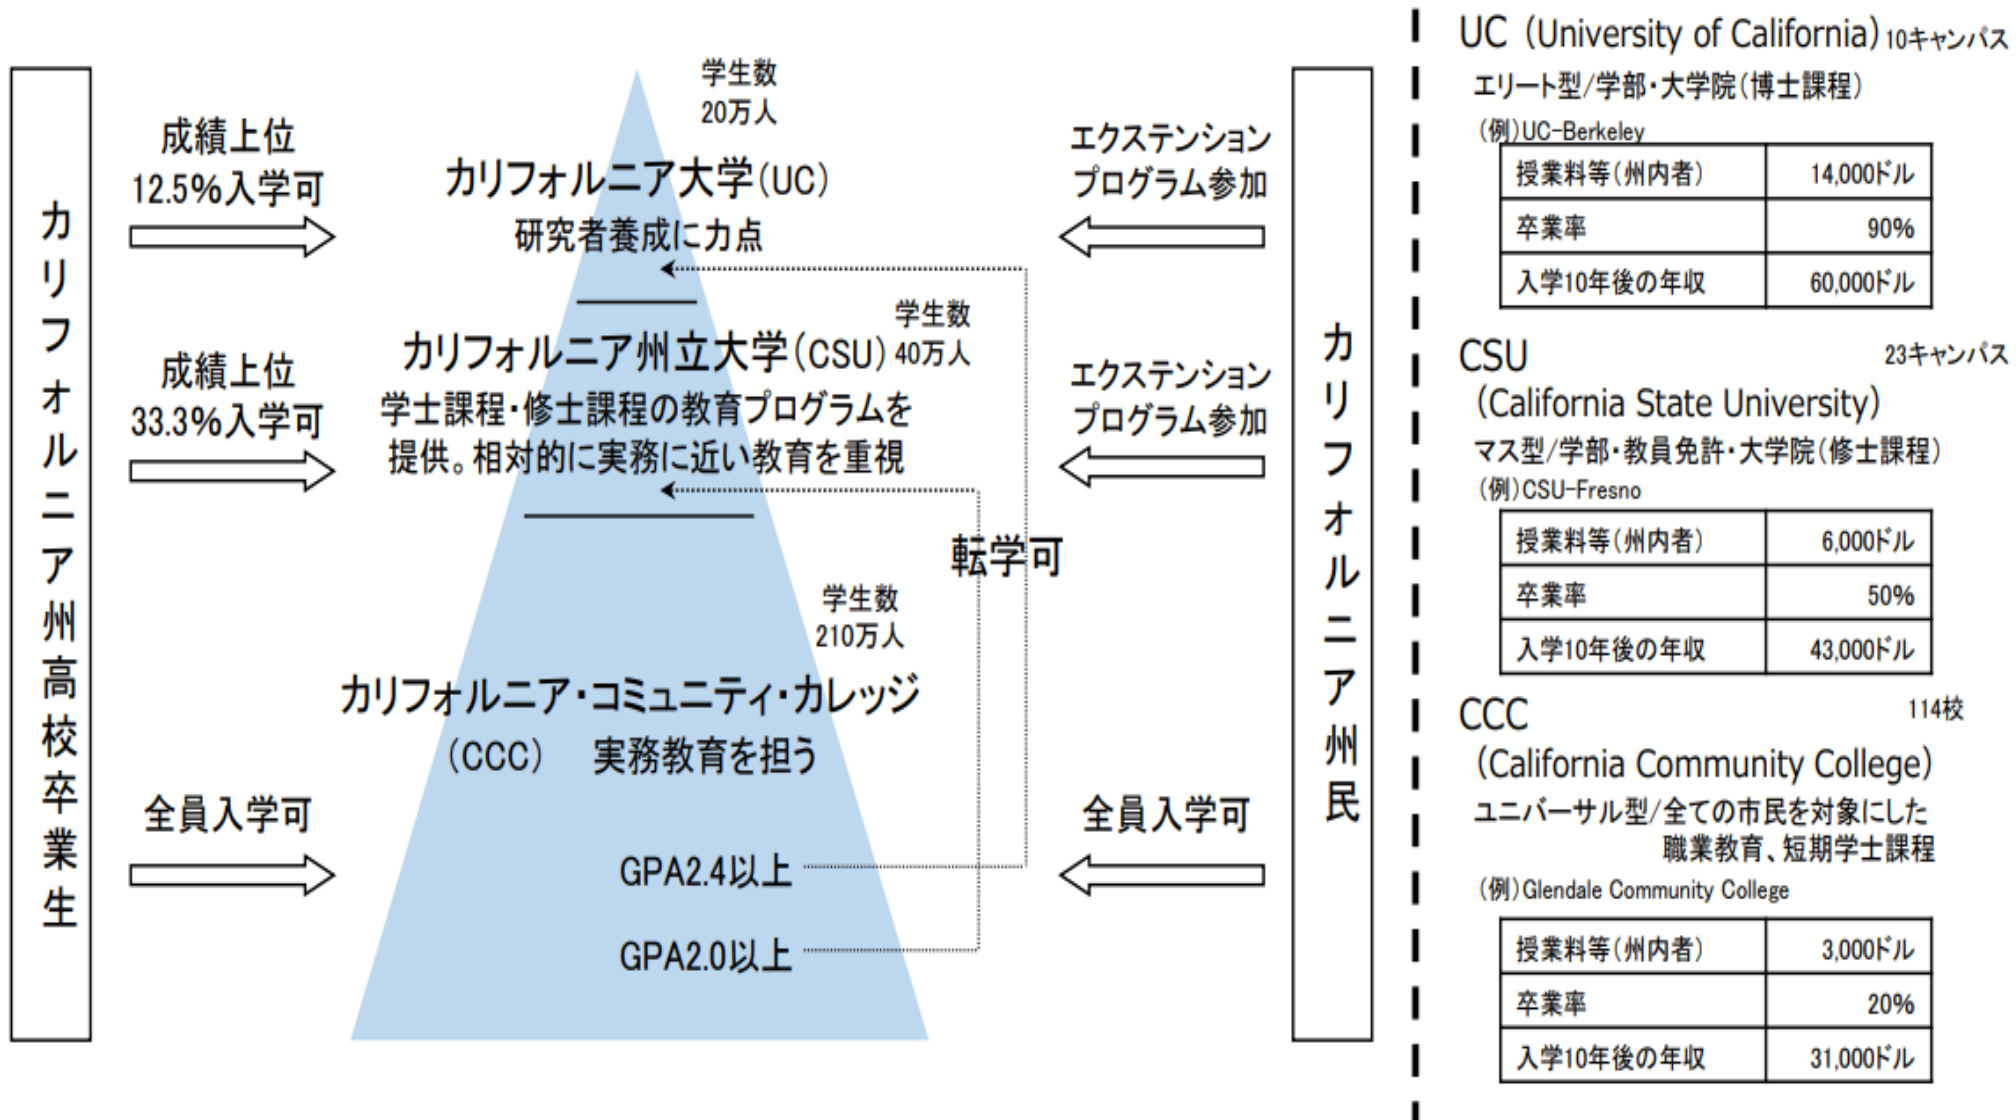 カリフォルニア州高校卒業生
成績上位
12.5%入学可
成績上位
33.3%入学可
全員入学可
学生数
20万人
カリフォルニア大学(UC)
研究者養成に力点
学生数
40万人
カリフォルニア州立大学(CSU)
学士課程・修士課程の教育プログラムを
提供。相対的に実務に近い教育を重視
転学可
学生数
210万人
カリフォルニア・コミュニティ・カレッジ
(CCC) 実務教育を担う
GPA2.4以上
GPA2.0以上
エクステンション
プログラム参加
エクステンション
プログラム参加
全員入学可
カリフォルニア州民
UC (University of California) 10キャンパス
エリート型/学部・大学院(博士課程)
(例)UC-Berkeley
授業料等(州内者) 14,000ドル
卒業率 90%
入学10年後の年収 60,000ドル
CSU 23キャンパス
(California State University)
マス型/学部・教員免許・大学院(修士課程)
(例)CSU-Fresno
授業料等(州内者) 6,000ドル
卒業率 50%
入学10年後の年収 43,000ドル
CCC 114校
(California Community College)
ユニバーサル型/全ての市民を対象にした
職業教育、短期学士課程
(例)Glendale Community College
授業料等(州内者) 3,000ドル
卒業率 20%
入学10年後の年収 31,000ドル